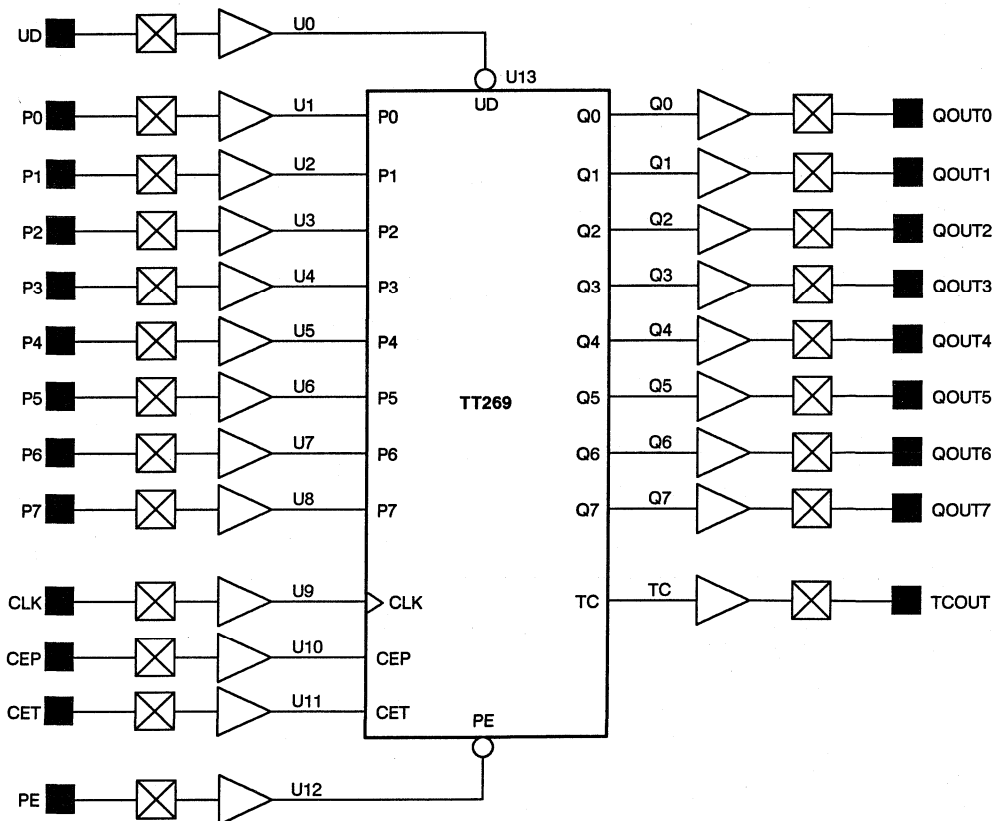 UD U0
U13
UD
P0 U1 P0 Q0 Q0 QOUT0
P1 U2 P1 Q1 Q1 QOUT1
P2 U3 P2 Q2 Q2 QOUT2
P3 U4 P3 Q3 Q3 QOUT3
P4 U5 P4 Q4 Q4 QOUT4
P5 U6 P5 TT269 Q5 Q5 QOUT5
P6 U7 P6 Q6 Q6 QOUT6
P7 U8 P7 Q7 Q7 QOUT7
CLK U9 CLK TC TC TCOUT
CEP U10 CEP
CET U11 CET
PE
PE U12